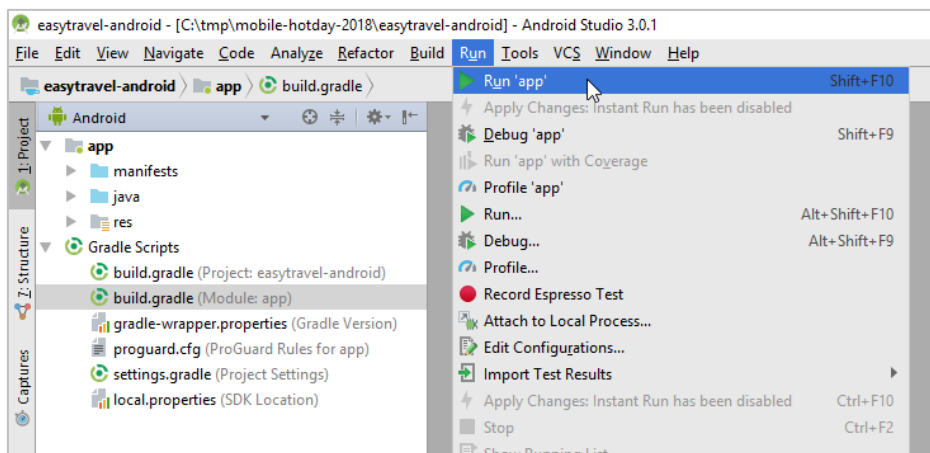 easytravel-android - [C:\tmp\mobile-hotday-2018\easytravel-android] - Android Studio 3.0.1
File Edit View Navigate Code Analyze Refactor Build Run Tools VCS Window Help
easytravel-android app build.gradle
1: Project
Z: Structure
Captures
Android
app
manifests
java
res
Gradle Scripts
build.gradle (Project: easytravel-android)
build.gradle (Module: app)
gradle-wrapper.properties (Gradle Version)
proguard.cfg (ProGuard Rules for app)
settings.gradle (Project Settings)
local.properties (SDK Location)
Run 'app' Shift+F10
Apply Changes: Instant Run has been disabled
Debug 'app' Shift+F9
Run 'app' with Coverage
Profile 'app'
Run... Alt+Shift+F10
Debug... Alt+Shift+F9
Profile...
Record Espresso Test
Attach to Local Process...
Edit Configurations...
Import Test Results
Apply Changes: Instant Run has been disabled Ctrl+F10
Stop Ctrl+F2
Show Running List